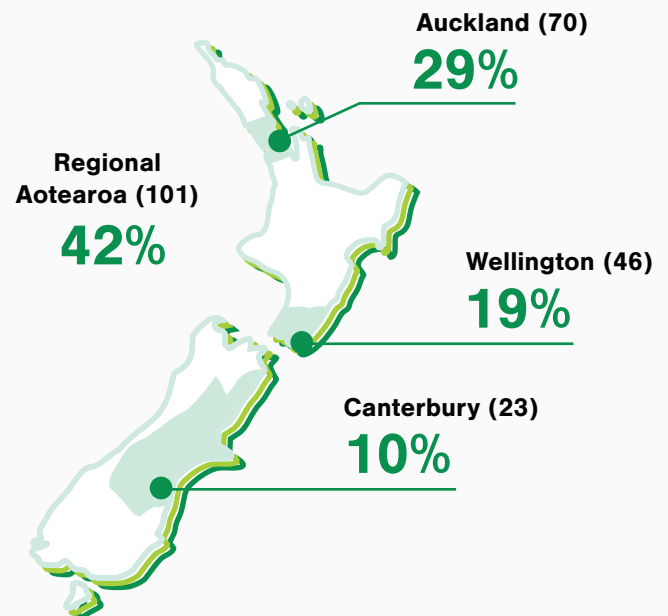 Auckland (70)
29%
Regional
Aotearoa (101)
42%
Wellington (46)
19%
Canterbury (23)
10%